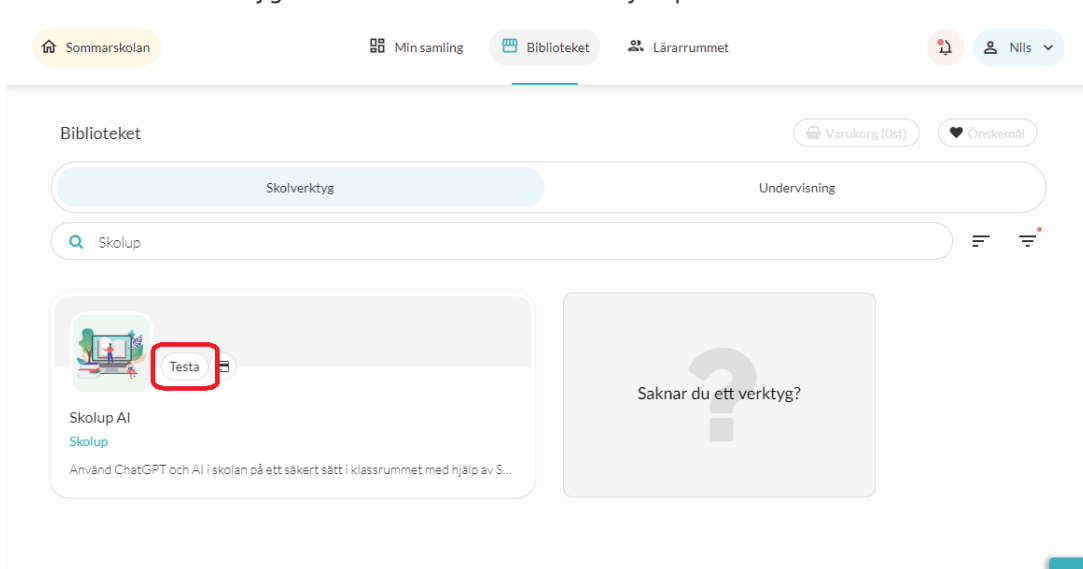 Sommarskolan
Min samling
Biblioteket
Lärarrummet
Nils
Biblioteket
Varukorg (0st)
Önskemål
Skolverktyg
Undervisning
Skolup
Testa
Skolup AI
Skolup
Använd ChatGPT och AI i skolan på ett säkert sätt i klassrummet med hjälp av S...
?
Saknar du ett verktyg?